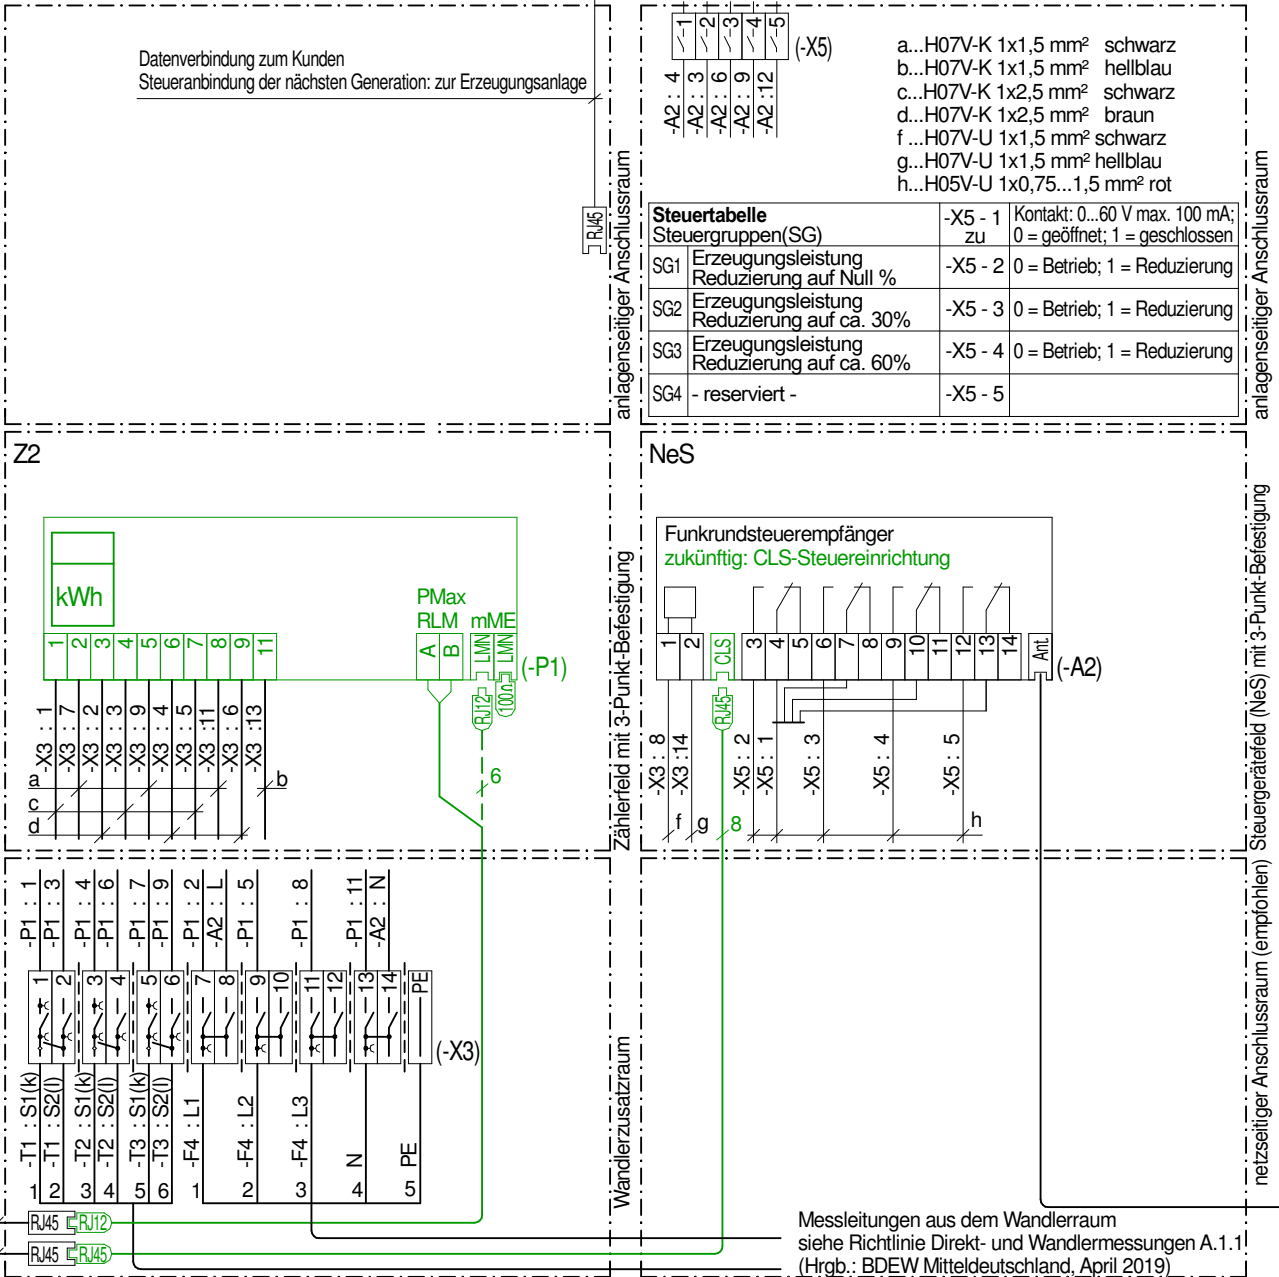 Datenverbindung zum Kunden
Steueranbindung der nächsten Generation: zur Erzeugungsanlage
RJ45
anlagenseitiger Anschlussraum
1 2 3 4 5
(-X5)
-A2 : 4
-A2 : 3
-A2 : 6
-A2 : 9
-A2 :12
a...H07V-K 1x1,5 mm² schwarz
b...H07V-K 1x1,5 mm² hellblau
c...H07V-K 1x2,5 mm² schwarz
d...H07V-K 1x2,5 mm² braun
f ...H07V-U 1x1,5 mm² schwarz
g...H07V-U 1x1,5 mm² hellblau
h...H05V-U 1x0,75...1,5 mm² rot
Steuertabelle
Steuergruppen(SG)
-X5 - 1
zu
Kontakt: 0...60 V max. 100 mA;
0 = geöffnet; 1 = geschlossen
SG1 Erzeugungsleistung
Reduzierung auf Null %
-X5 - 2 0 = Betrieb; 1 = Reduzierung
SG2 Erzeugungsleistung
Reduzierung auf ca. 30%
-X5 - 3 0 = Betrieb; 1 = Reduzierung
SG3 Erzeugungsleistung
Reduzierung auf ca. 60%
-X5 - 4 0 = Betrieb; 1 = Reduzierung
SG4 - reserviert - -X5 - 5
anlagenseitiger Anschlussraum
Z2
kWh
PMax
RLM mME
1 2 3 4 5 6 7 8 9 11
A B LMN LMN
(-P1)
RJ12
100Ω
-X3 : 1
-X3 : 7
-X3 : 2
-X3 : 3
-X3 : 9
-X3 : 4
-X3 : 5
-X3 :11
-X3 : 6
-X3 :13
a
b
c
d
6
Zählerfeld mit 3-Punkt-Befestigung
NeS
Funkrundsteuerempfänger
zukünftig: CLS-Steuereinrichtung
1 2 CLS 3 4 5 6 7 8 9 10 11 12 13 14 Ant.
(-A2)
RJ45
-X3 : 8
-X3 :14
-X5 : 2
-X5 : 1
-X5 : 3
-X5 : 4
-X5 : 5
f g 8 h
Steuergerätefeld (NeS) mit 3-Punkt-Befestigung
-P1 : 1
-P1 : 3
-P1 : 4
-P1 : 6
-P1 : 7
-P1 : 9
-P1 : 2
-A2 : L
-P1 : 5
-P1 : 8
-P1 : 11
-A2 : N
1 2 3 4 5 6 7 8 9 10 11 12 13 14 PE
(-X3)
-T1 : S1(k)
-T1 : S2(l)
-T2 : S1(k)
-T2 : S2(l)
-T3 : S1(k)
-T3 : S2(l)
-F4 : L1
-F4 : L2
-F4 : L3
N
PE
1 2 3 4 5 6 1 2 3 4 5
RJ45 RJ12
RJ45 RJ45
Wandlerzusatzraum
Messleitungen aus dem Wandlerraum
siehe Richtlinie Direkt- und Wandlermessungen A.1.1
(Hrgb.: BDEW Mitteldeutschland, April 2019)
netzseitiger Anschlussraum (empfohlen)